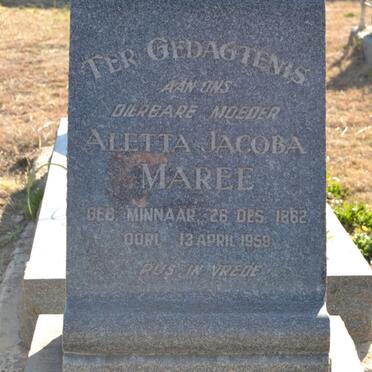 TER GEDAGTENIS
AAN ONS
DIERBARE MOEDER
ALETTA JACOBA
MAREE
GEB. MINNAAR, 26 DES. 1882
OORL. 13 APRIL 1959
RUS IN VREDE